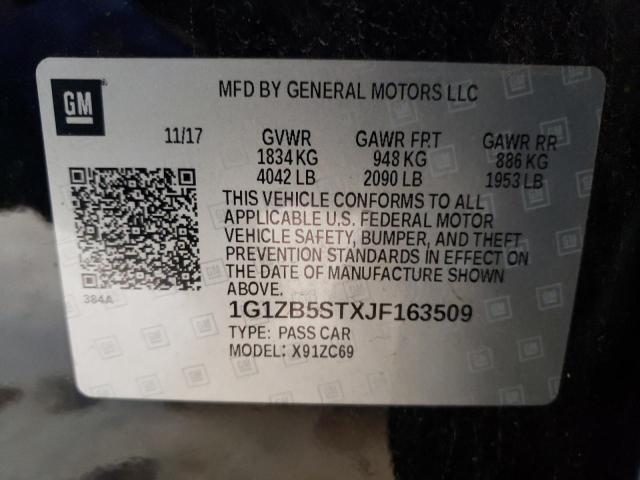 GM
MFD BY GENERAL MOTORS LLC
11/17 GVWR GAWR FRT GAWR RR
1834 KG 948 KG 886 KG
4042 LB 2090 LB 1953 LB
THIS VEHICLE CONFORMS TO ALL
APPLICABLE U.S. FEDERAL MOTOR
VEHICLE SAFETY, BUMPER, AND THEFT
PREVENTION STANDARDS IN EFFECT ON
THE DATE OF MANUFACTURE SHOWN
ABOVE.
384A
1G1ZB5STXJF163509
TYPE: PASS CAR
MODEL: X91ZC69